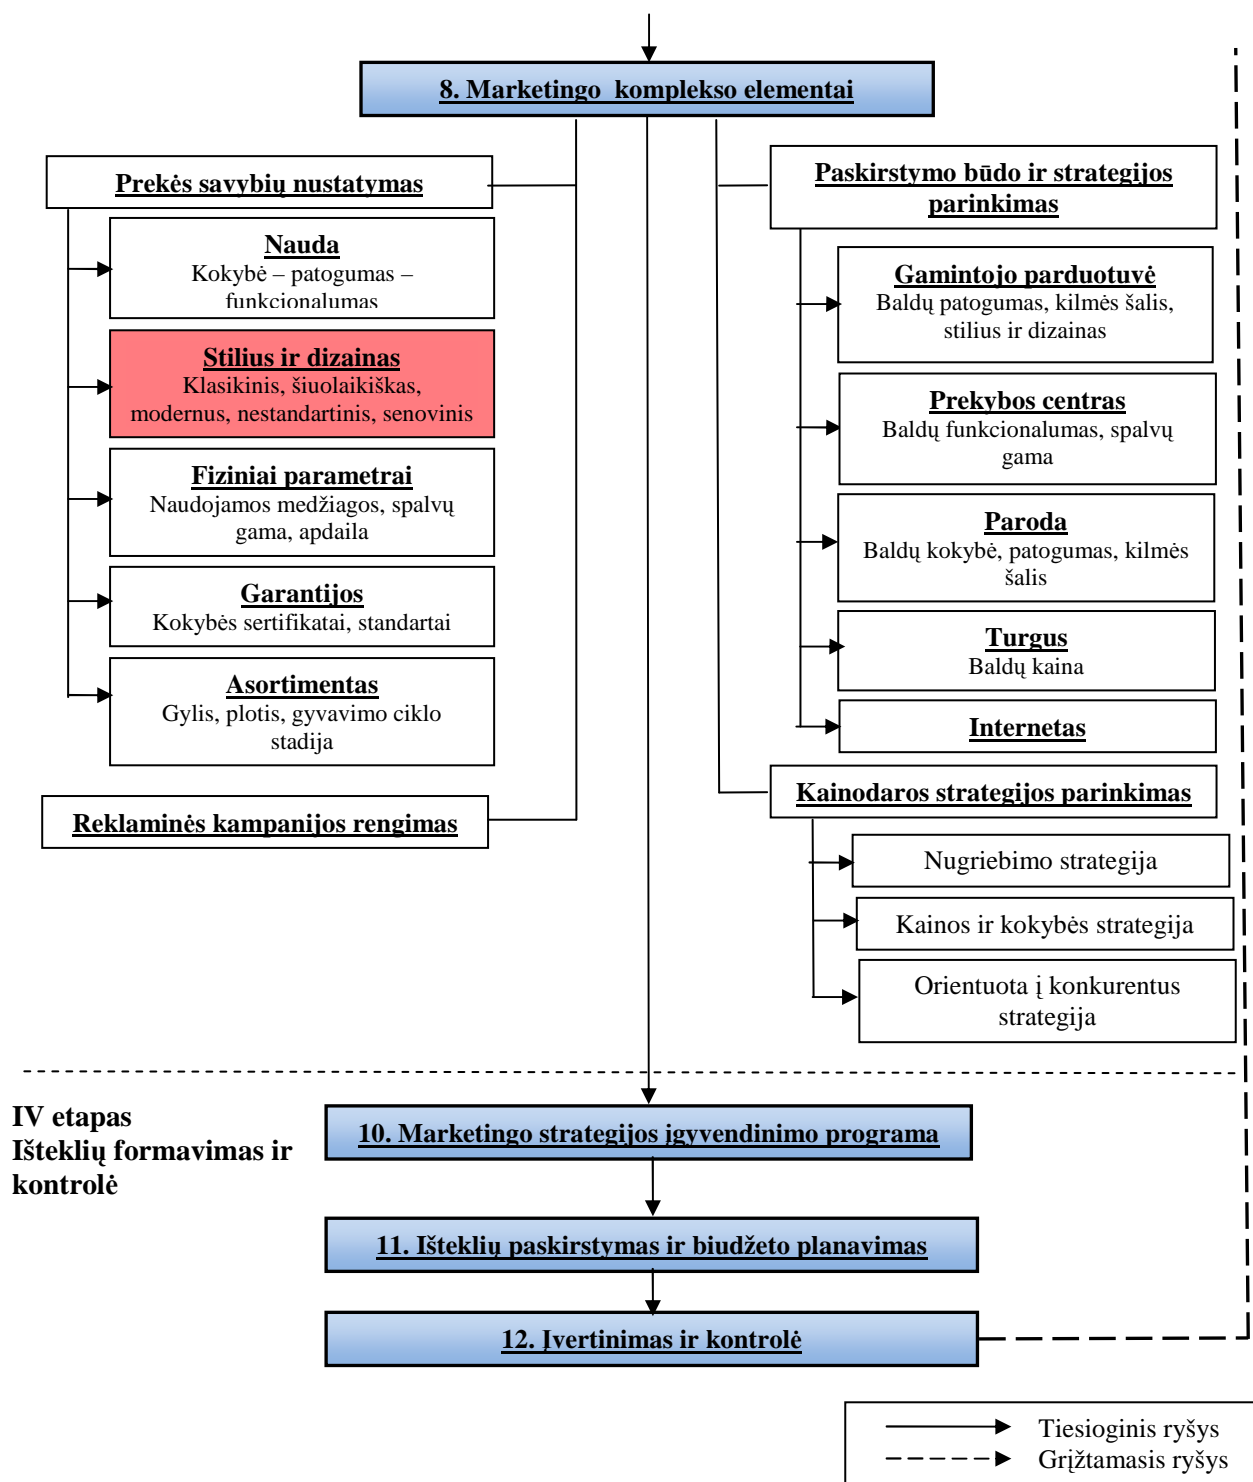 8. Marketingo komplekso elementai
Prekės savybių nustatymas
Nauda
Kokybė – patogumas –
funkcionalumas
Stilius ir dizainas
Klasikinis, šiuolaikiškas,
modernus, nestandartinis, senovinis
Fiziniai parametrai
Naudojamos medžiagos, spalvų
gama, apdaila
Garantijos
Kokybės sertifikatai, standartai
Asortimentas
Gylis, plotis, gyvavimo ciklo
stadija
Reklaminės kampanijos rengimas
Paskirstymo būdo ir strategijos
parinkimas
Gamintojo parduotuvė
Baldų patogumas, kilmės šalis,
stilius ir dizainas
Prekybos centras
Baldų funkcionalumas, spalvų
gama
Paroda
Baldų kokybė, patogumas, kilmės
šalis
Turgus
Baldų kaina
Internetas
Kainodaros strategijos parinkimas
Nugriebimo strategija
Kainos ir kokybės strategija
Orientuota į konkurentus
strategija
IV etapas
Išteklių formavimas ir
kontrolė
10. Marketingo strategijos įgyvendinimo programa
11. Išteklių paskirstymas ir biudžeto planavimas
12. Įvertinimas ir kontrolė
Tiesioginis ryšys
Grįžtamasis ryšys